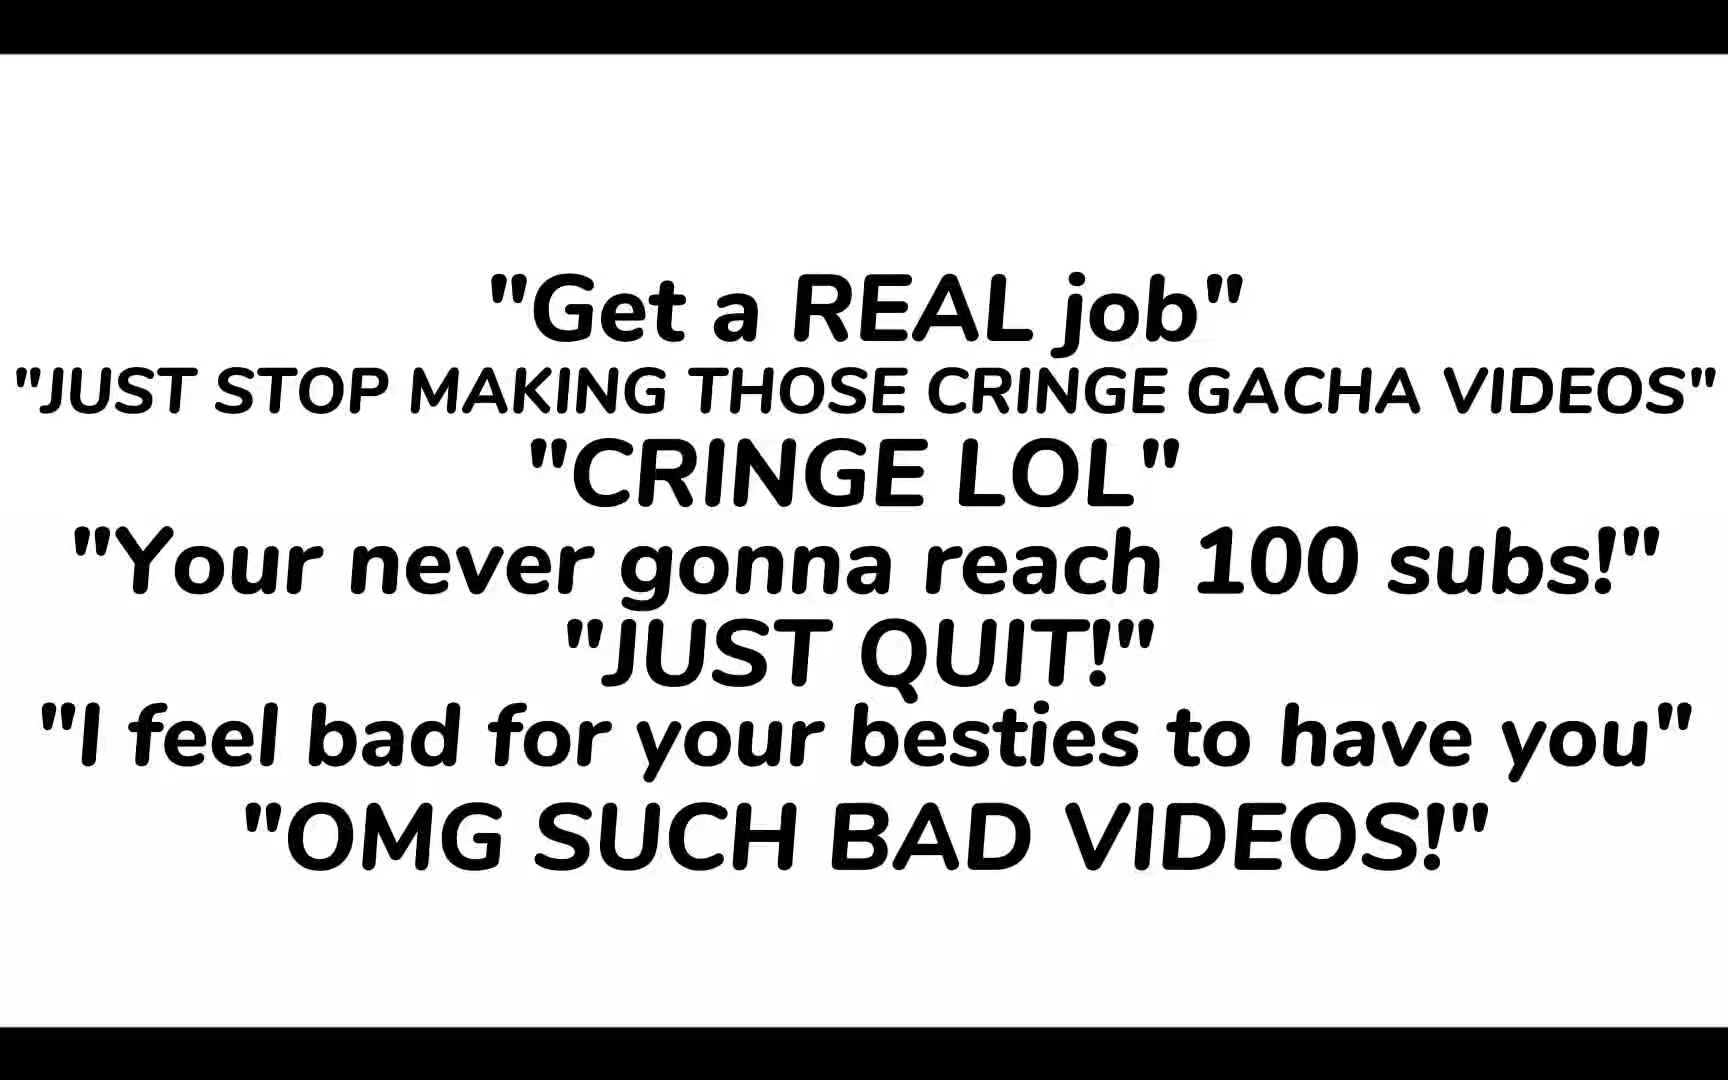 "Get a REAL job"
"JUST STOP MAKING THOSE CRINGE GACHA VIDEOS"
"CRINGE LOL"
"Your never gonna reach 100 subs!"
"JUST QUIT!"
"I feel bad for your besties to have you"
"OMG SUCH BAD VIDEOS!"